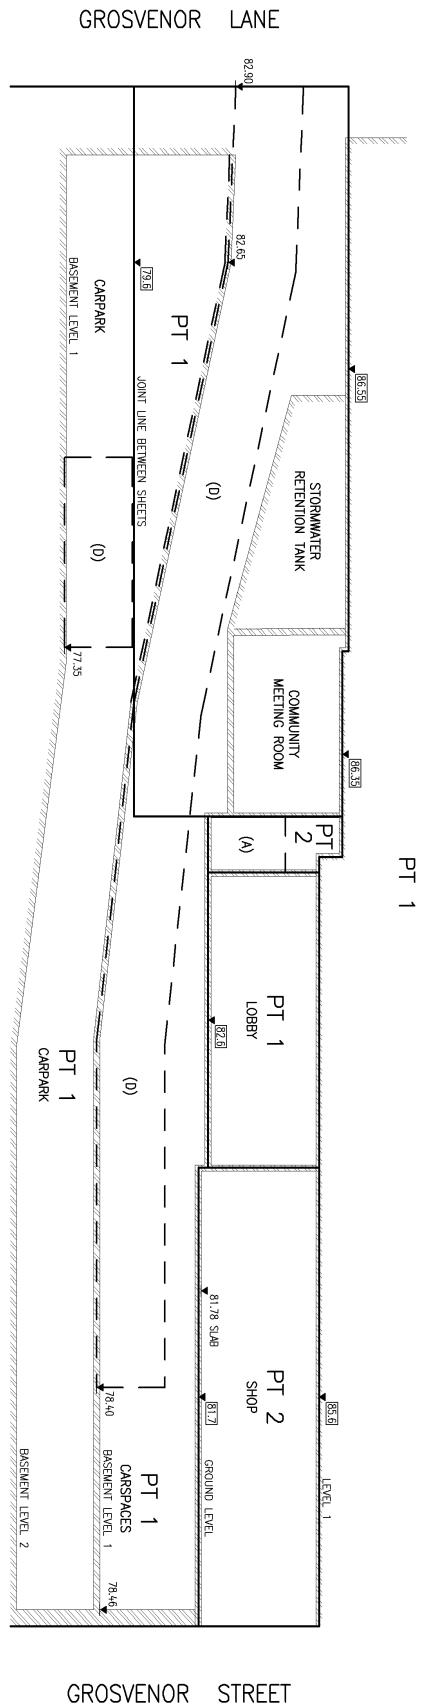 GROSVENOR LANE
82.90
82.65
79.6
86.55
PT 1
CARPARK
BASEMENT LEVEL 1
JOINT LINE BETWEEN SHEETS
(D)
STORMWATER
RETENTION TANK
(D)
77.35
COMMUNITY
MEETING ROOM
86.35
PT
2
(A)
PT 1
PT 1
LOBBY
82.6
PT 1
CARPARK
(D)
81.78 SLAB
PT 2
SHOP
85.6
81.7
78.40
LEVEL 1
GROUND LEVEL
PT 1
CARSPACES
BASEMENT LEVEL 1
BASEMENT LEVEL 2
78.46
GROSVENOR STREET